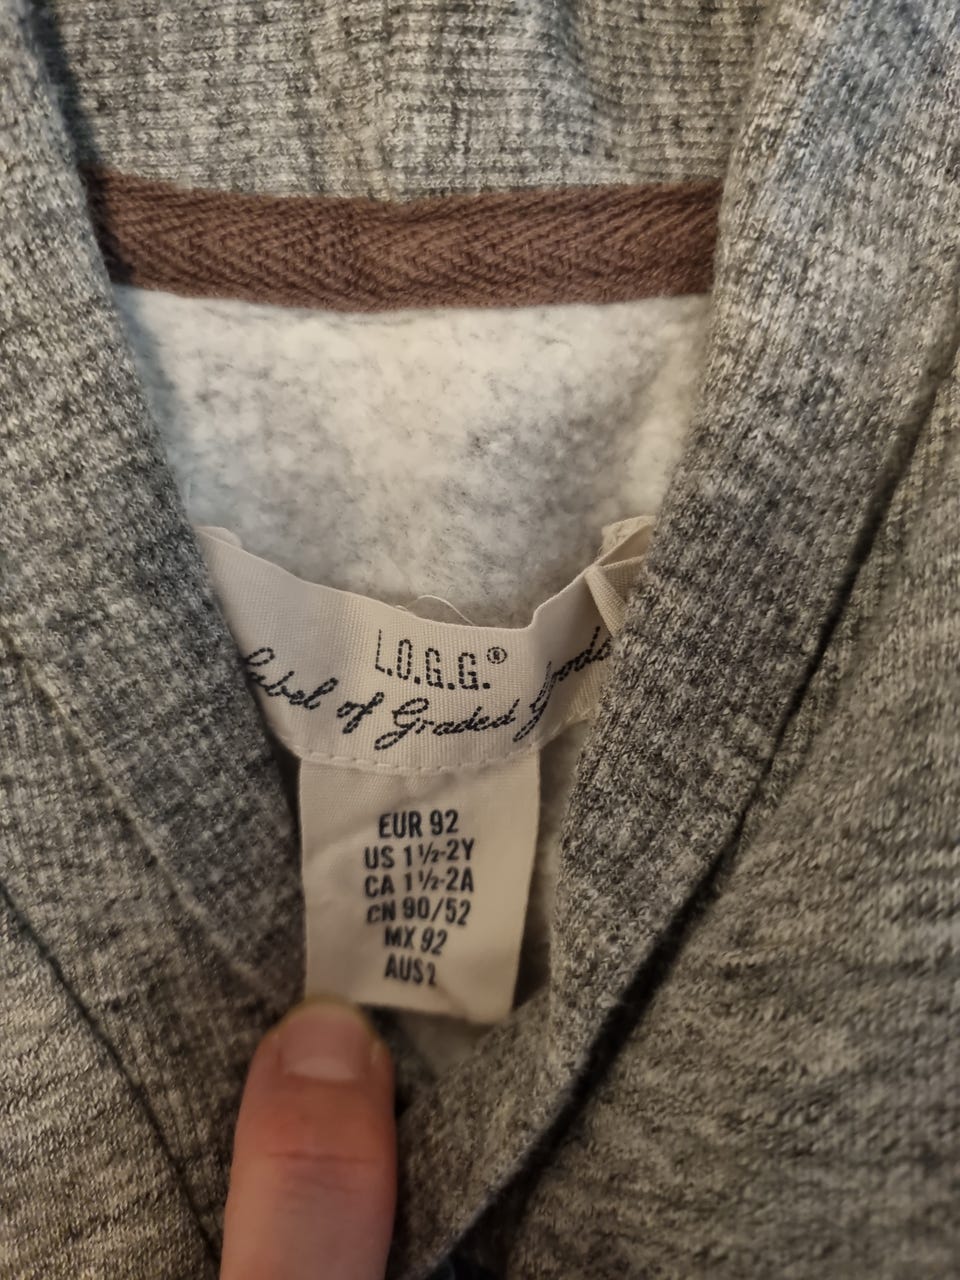 L.O.G.G.®
Label of Graded Goods
EUR 92
US 1½-2Y
CA 1½-2A
CN 90/52
MX 92
AUS 2